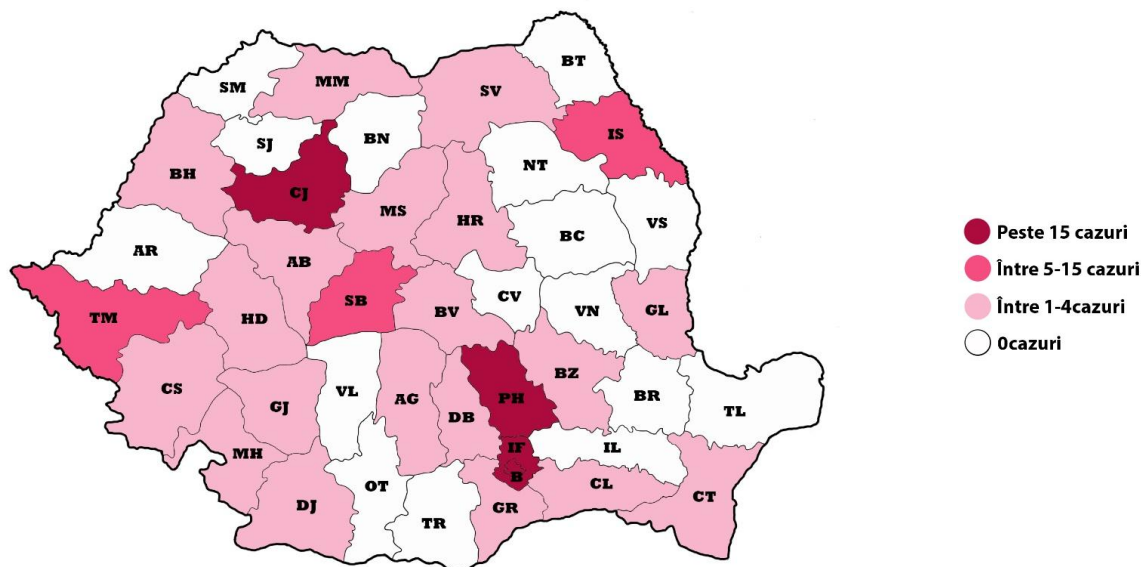 BT
SM
MM
SV
IS
SJ
BN
NT
BH
CJ
MS
HR
VS
BC
AR
AB
SB
CV
VN
GL
TM
HD
BV
CS
GJ
VL
AG
DB
PH
BZ
BR
TL
IF
IL
MH
B
CL
CT
DJ
OT
TR
GR
Peste 15 cazuri
Între 5-15 cazuri
Între 1-4cazuri
0cazuri